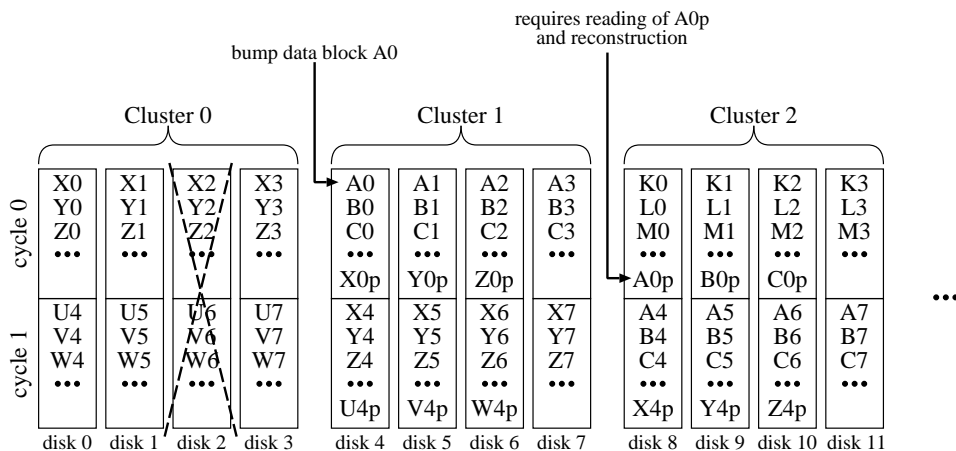 requires reading of A0p
and reconstruction
bump data block A0
Cluster 0 Cluster 1 Cluster 2
cycle 0
X0 X1 X2 X3 A0 A1 A2 A3 K0 K1 K2 K3
Y0 Y1 Y2 Y3 B0 B1 B2 B3 L0 L1 L2 L3
Z0 Z1 Z2 Z3 C0 C1 C2 C3 M0 M1 M2 M3
••• ••• ••• ••• ••• ••• ••• ••• ••• ••• ••• •••
X0p Y0p Z0p A0p B0p C0p
•••
cycle 1
U4 U5 U6 U7 X4 X5 X6 X7 A4 A5 A6 A7
V4 V5 V6 V7 Y4 Y5 Y6 Y7 B4 B5 B6 B7
W4 W5 W6 W7 Z4 Z5 Z6 Z7 C4 C5 C6 C7
••• ••• ••• ••• ••• ••• ••• ••• ••• ••• ••• •••
U4p V4p W4p X4p Y4p Z4p
disk 0 disk 1 disk 2 disk 3 disk 4 disk 5 disk 6 disk 7 disk 8 disk 9 disk 10 disk 11